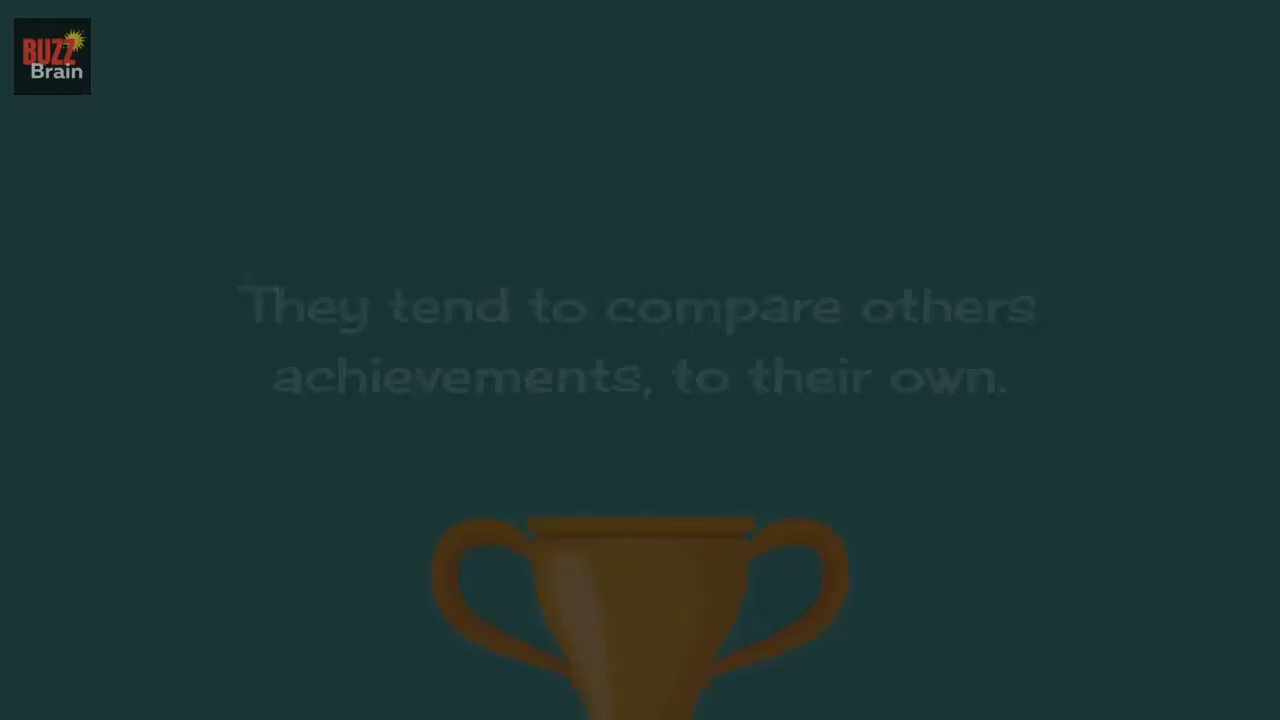 BUZZ
Brain
They tend to compare others
achievements, to their own.